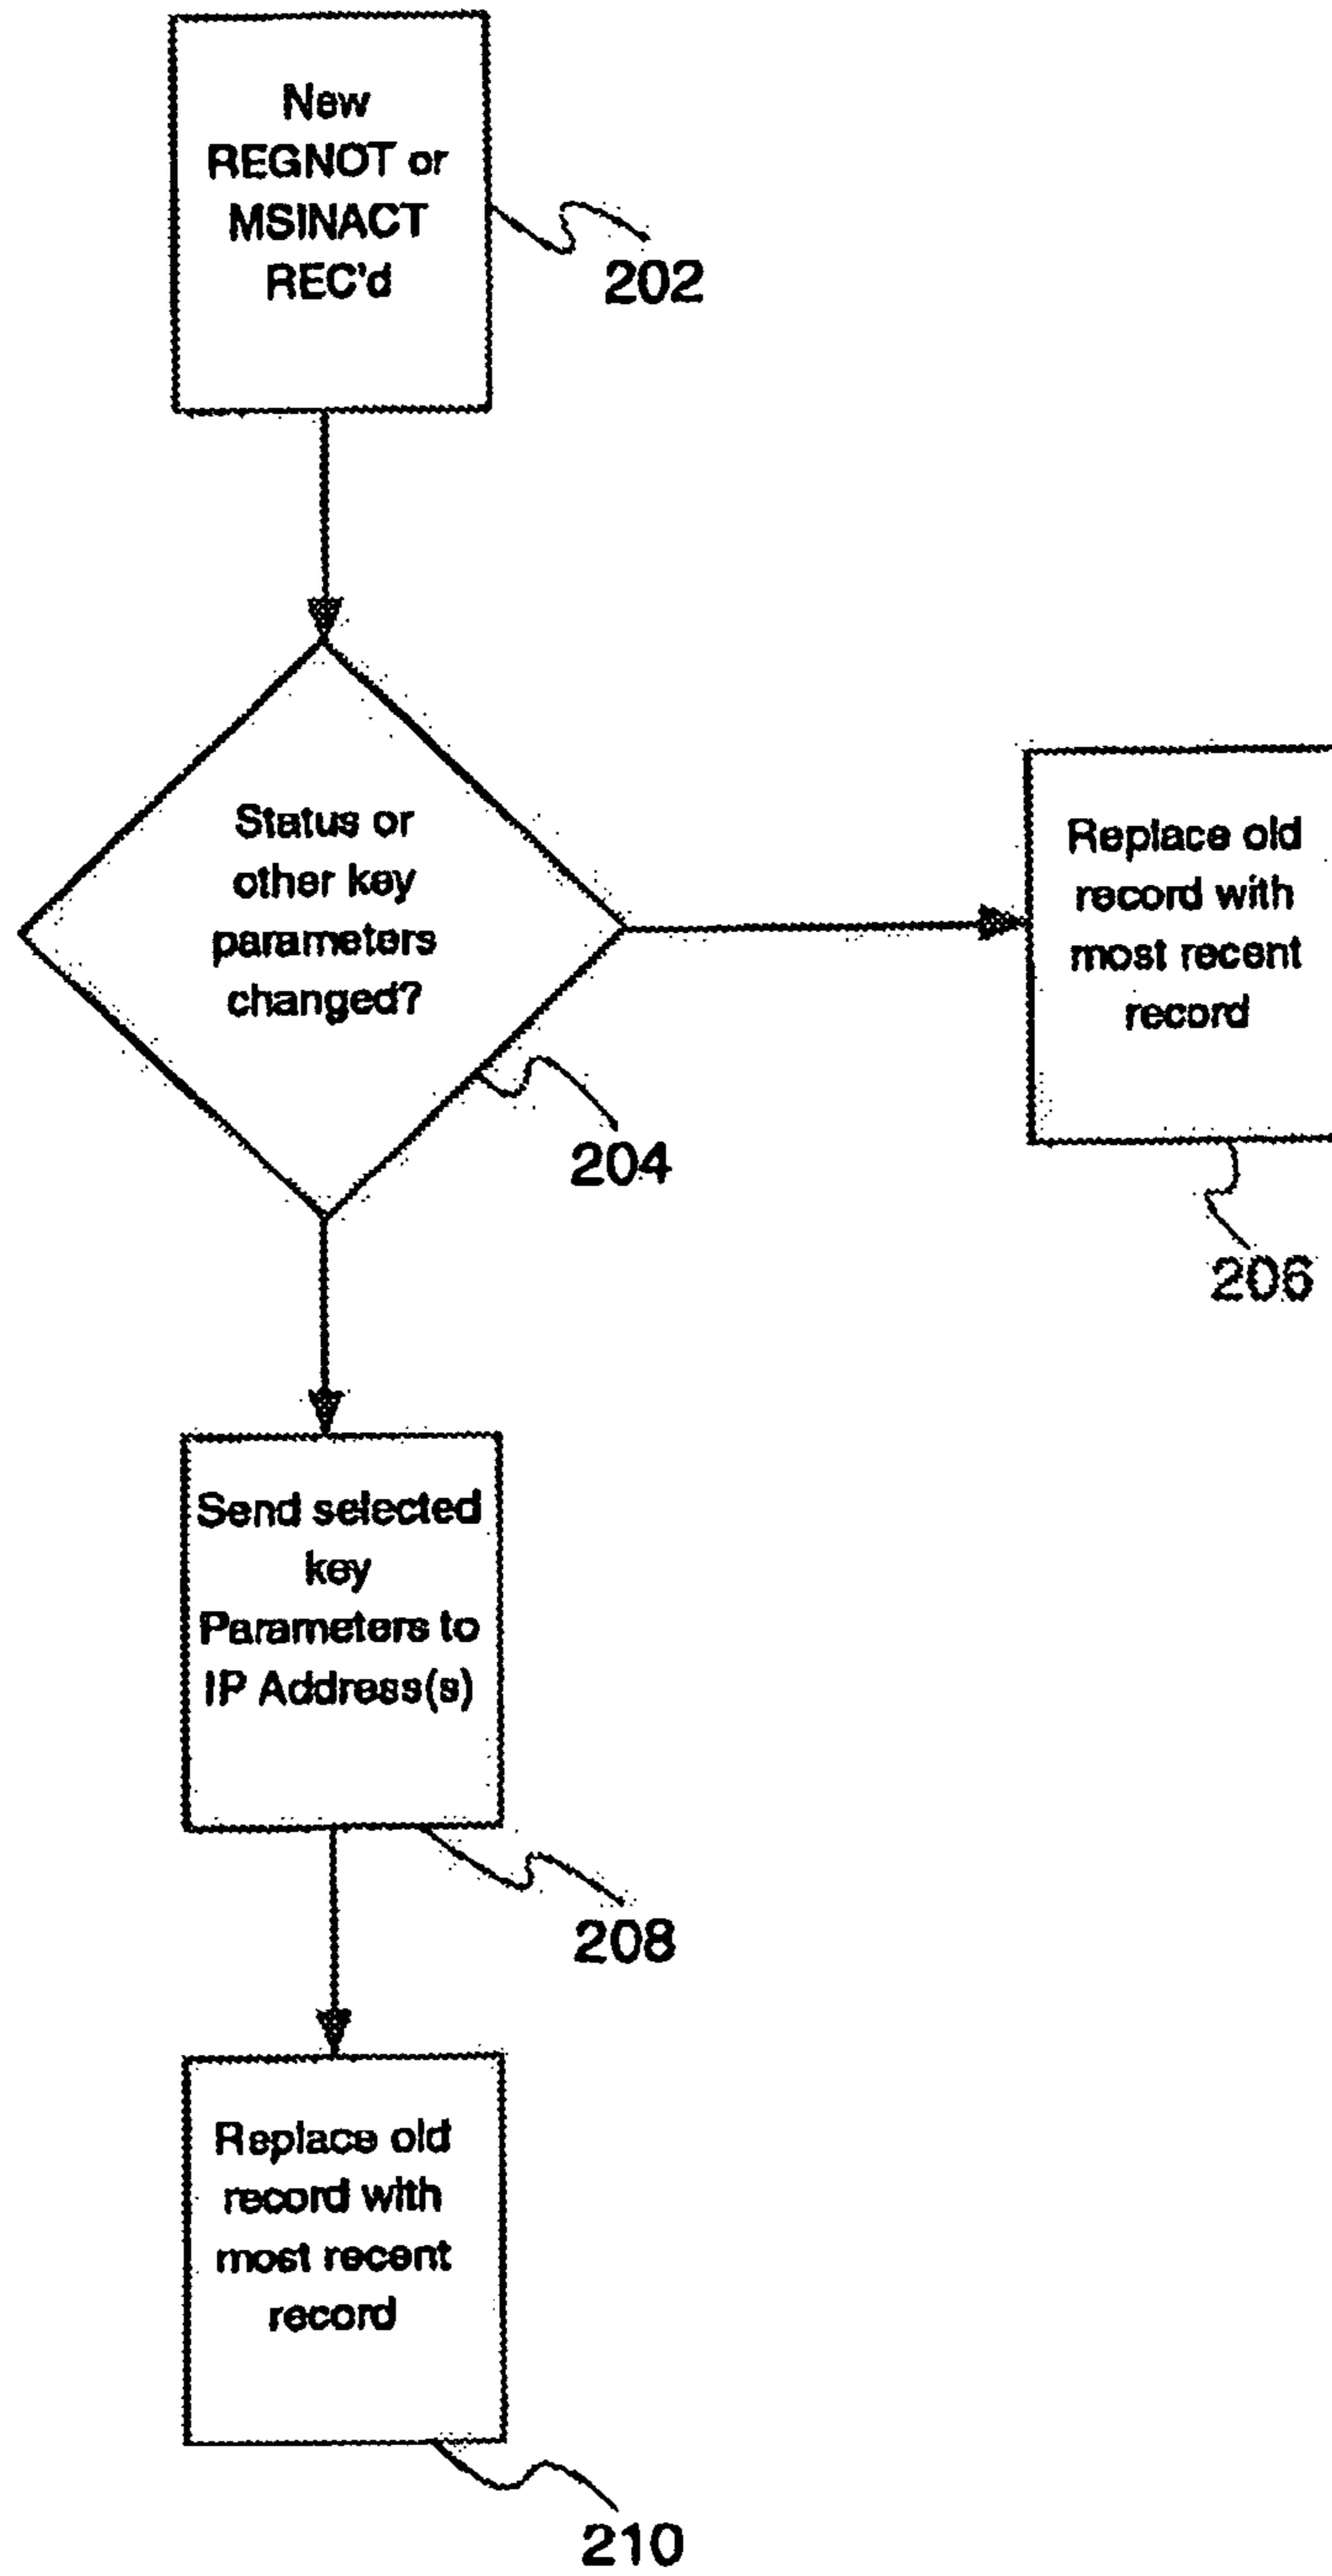 New
REGNOT or
MSINACT
REC'd
202
Status or
other key
parameters
changed?
204
Replace old
record with
most recent
record
206
Send selected
key
Parameters to
IP Address(s)
208
Replace old
record with
most recent
record
210